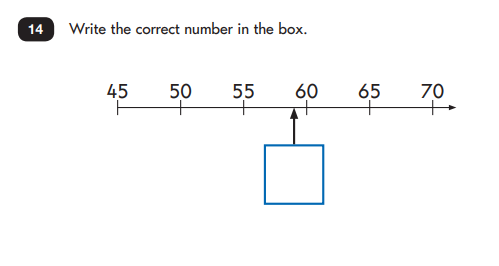 14 Write the correct number in the box.
45 50 55 60 65 70